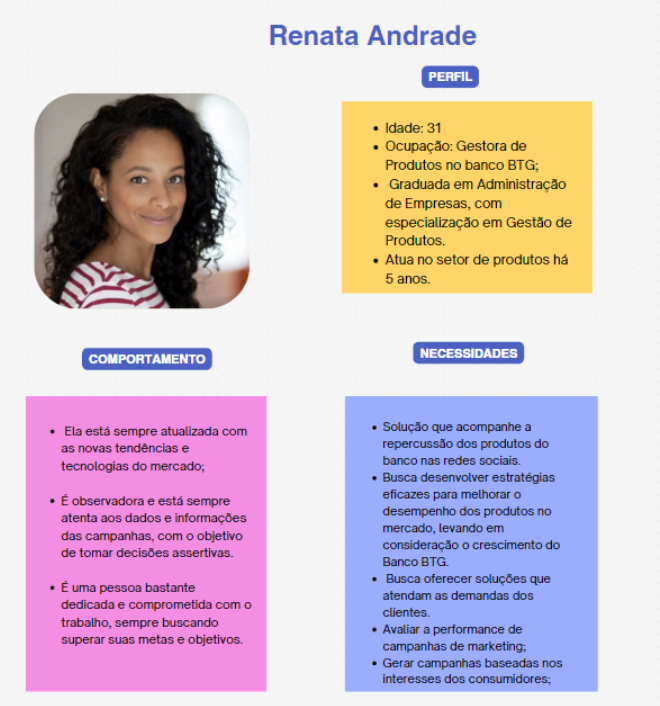 Renata Andrade
PERFIL
• Idade: 31
• Ocupação: Gestora de
Produtos no banco BTG;
• Graduada em Administração
de Empresas, com
especialização em Gestão de
Produtos.
• Atua no setor de produtos há
5 anos.
COMPORTAMENTO
• Ela está sempre atualizada com
as novas tendências e
tecnologias do mercado;
• É observadora e está sempre
atenta aos dados e informações
das campanhas, com o objetivo
de tomar decisões assertivas.
• É uma pessoa bastante
dedicada e comprometida com o
trabalho, sempre buscando
superar suas metas e objetivos.
NECESSIDADES
• Solução que acompanhe a
repercussão dos produtos do
banco nas redes sociais.
• Busca desenvolver estratégias
eficazes para melhorar o
desempenho dos produtos no
mercado, levando em
consideração o crescimento do
Banco BTG.
• Busca oferecer soluções que
atendam as demandas dos
clientes.
• Avaliar a performance de
campanhas de marketing;
• Gerar campanhas baseadas nos
interesses dos consumidores;